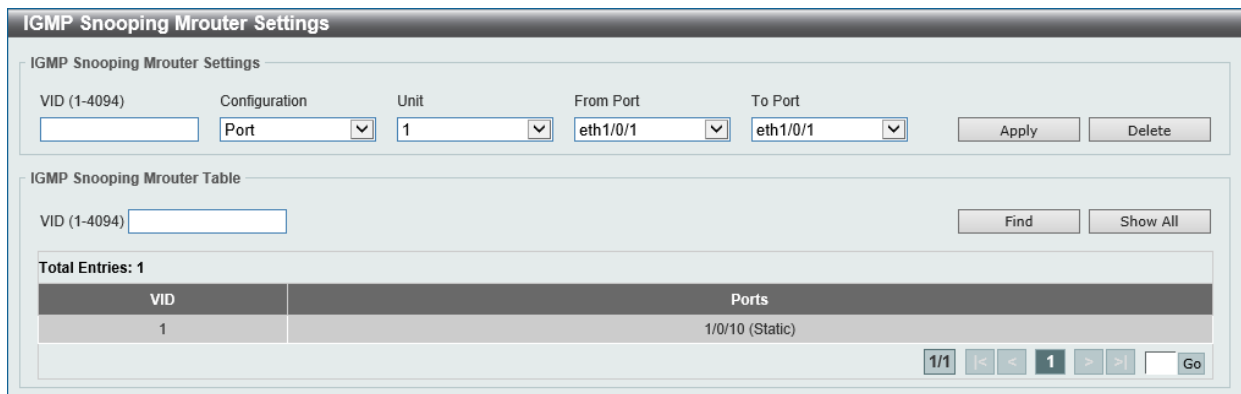 IGMP Snooping Mrouter Settings
IGMP Snooping Mrouter Settings
VID (1-4094) Configuration Unit From Port To Port
Port 1 eth1/0/1 eth1/0/1 Apply Delete
IGMP Snooping Mrouter Table
VID (1-4094) Find Show All
Total Entries: 1
VID Ports
1 1/0/10 (Static)
1/1 |< < 1 > >| Go